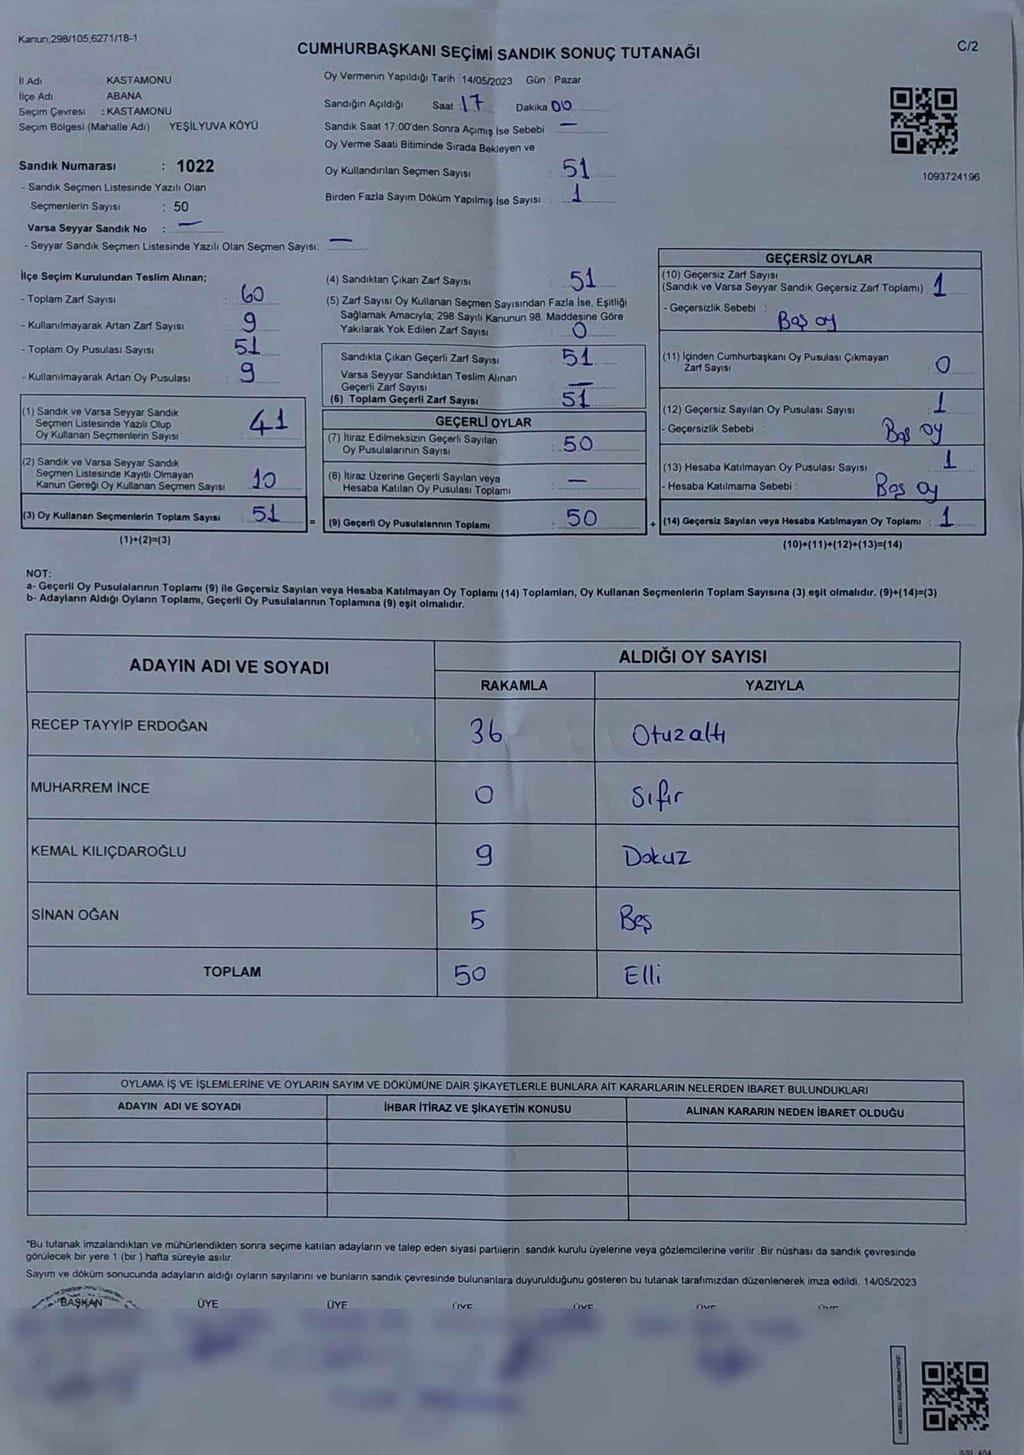 Kanun;298/105;6271/18-1
CUMHURBAŞKANI SEÇİMİ SANDIK SONUÇ TUTANAĞI
C/2
İl Adı KASTAMONU
İlçe Adı : ABANA
Seçim Çevresi : KASTAMONU
Seçim Bölgesi (Mahalle Adı) YEŞİLYUVA KÖYÜ
Sandık Numarası : 1022
- Sandık Seçmen Listesinde Yazılı Olan
Seçmenlerin Sayısı : 50
Varsa Seyyar Sandık No : —
- Seyyar Sandık Seçmen Listesinde Yazılı Olan Seçmen Sayısı: —
Oy Vermenin Yapıldığı Tarih : 14/05/2023 Gün : Pazar
Sandığın Açıldığı Saat : 17 Dakika 00
Sandık Saat 17:00'den Sonra Açımış İse Sebebi —
Oy Verme Saati Bitiminde Sırada Bekleyen ve
Oy Kullandırılan Seçmen Sayısı : 51
Birden Fazla Sayım Döküm Yapılmış İse Sayısı : 1
1093724196
İlçe Seçim Kurulundan Teslim Alınan;
- Toplam Zarf Sayısı : 60
- Kullanılmayarak Artan Zarf Sayısı : 9
- Toplam Oy Pusulası Sayısı : 51
- Kullanılmayarak Artan Oy Pusulası : 9
(1) Sandık ve Varsa Seyyar Sandık
Seçmen Listesinde Yazılı Olup
Oy Kullanan Seçmenlerin Sayısı : 41
(2) Sandık ve Varsa Seyyar Sandık
Seçmen Listesinde Kayıtlı Olmayan
Kanun Gereği Oy Kullanan Seçmen Sayısı : 10
(3) Oy Kullanan Seçmenlerin Toplam Sayısı : 51 =
(1)+(2)=(3)
(4) Sandıktan Çıkan Zarf Sayısı : 51
(5) Zarf Sayısı Oy Kullanan Seçmen Sayısından Fazla İse, Eşitliği
Sağlamak Amacıyla; 298 Sayılı Kanunun 98. Maddesine Göre
Yakılarak Yok Edilen Zarf Sayısı : 0
Sandıkta Çıkan Geçerli Zarf Sayısı : 51
Varsa Seyyar Sandıktan Teslim Alınan
Geçerli Zarf Sayısı : —
(6) Toplam Geçerli Zarf Sayısı : 51
GEÇERLİ OYLAR
(7) İtiraz Edilmeksizin Geçerli Sayılan
Oy Pusulalarının Sayısı : 50
(8) İtiraz Üzerine Geçerli Sayılan veya
Hesaba Katılan Oy Pusulası Toplamı : —
(9) Geçerli Oy Pusulalarının Toplamı : 50 +
GEÇERSİZ OYLAR
(10) Geçersiz Zarf Sayısı
(Sandık ve Varsa Seyyar Sandık Geçersiz Zarf Toplamı) : 1
- Geçersizlik Sebebi :
Boş oy
(11) İçinden Cumhurbaşkanı Oy Pusulası Çıkmayan
Zarf Sayısı : 0
(12) Geçersiz Sayılan Oy Pusulası Sayısı : 1
- Geçersizlik Sebebi : Boş oy
(13) Hesaba Katılmayan Oy Pusulası Sayısı : 1
- Hesaba Katılmama Sebebi : Boş oy
(14) Geçersiz Sayılan veya Hesaba Katılmayan Oy Toplamı : 1
(10)+(11)+(12)+(13)=(14)
NOT:
a- Geçerli Oy Pusulalarının Toplamı (9) ile Geçersiz Sayılan veya Hesaba Katılmayan Oy Toplamı (14) Toplamları, Oy Kullanan Seçmenlerin Toplam Sayısına (3) eşit olmalıdır. (9)+(14)=(3)
b- Adayların Aldığı Oyların Toplamı, Geçerli Oy Pusulalarının Toplamına (9) eşit olmalıdır.
ADAYIN ADI VE SOYADI ALDIĞI OY SAYISI
RAKAMLA YAZIYLA
RECEP TAYYİP ERDOĞAN 36 Otuzaltı
MUHARREM İNCE 0 Sıfır
KEMAL KILIÇDAROĞLU 9 Dokuz
SİNAN OĞAN 5 Beş
TOPLAM 50 Elli
OYLAMA İŞ VE İŞLEMLERİNE VE OYLARIN SAYIM VE DÖKÜMÜNE DAİR ŞİKAYETLERLE BUNLARA AİT KARARLARIN NELERDEN İBARET BULUNDUKLARI
ADAYIN ADI VE SOYADI İHBAR İTİRAZ VE ŞİKAYETİN KONUSU ALINAN KARARIN NEDEN İBARET OLDUĞU
*Bu tutanak imzalandıktan ve mühürlendikten sonra seçime katılan adayların ve talep eden siyasi partilerin sandık kurulu üyelerine veya gözlemcilerine verilir. Bir nüshası da sandık çevresinde
görülecek bir yere 1 (bir ) hafta süreyle asılır.
Sayım ve döküm sonucunda adayların aldığı oyların sayılarını ve bunların sandık çevresinde bulunanlara duyurulduğunu gösteren bu tutanak tarafımızdan düzenlenerek imza edildi. 14/05/2023
BAŞKAN ÜYE ÜYE ÜYE ÜYE ÜYE ÜYE